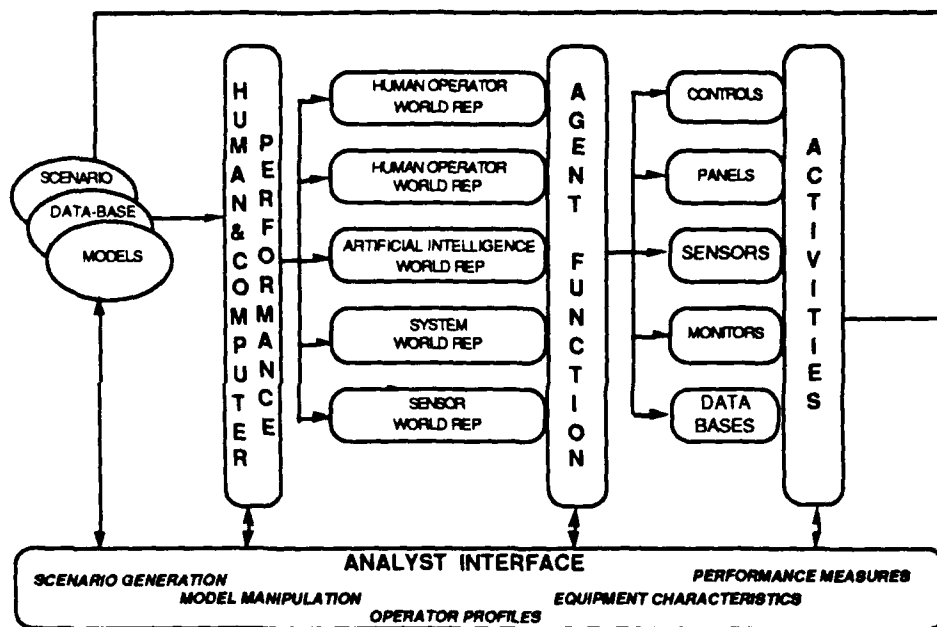 SCENARIO
DATA-BASE
MODELS
HUMAN & COMPUTER
PERFORMANCE
HUMAN OPERATOR
WORLD REP
HUMAN OPERATOR
WORLD REP
ARTIFICIAL INTELLIGENCE
WORLD REP
SYSTEM
WORLD REP
SENSOR
WORLD REP
AGENT FUNCTION
CONTROLS
PANELS
SENSORS
MONITORS
DATA
BASES
ACTIVITIES
ANALYST INTERFACE
SCENARIO GENERATION
PERFORMANCE MEASURES
MODEL MANIPULATION
EQUIPMENT CHARACTERISTICS
OPERATOR PROFILES